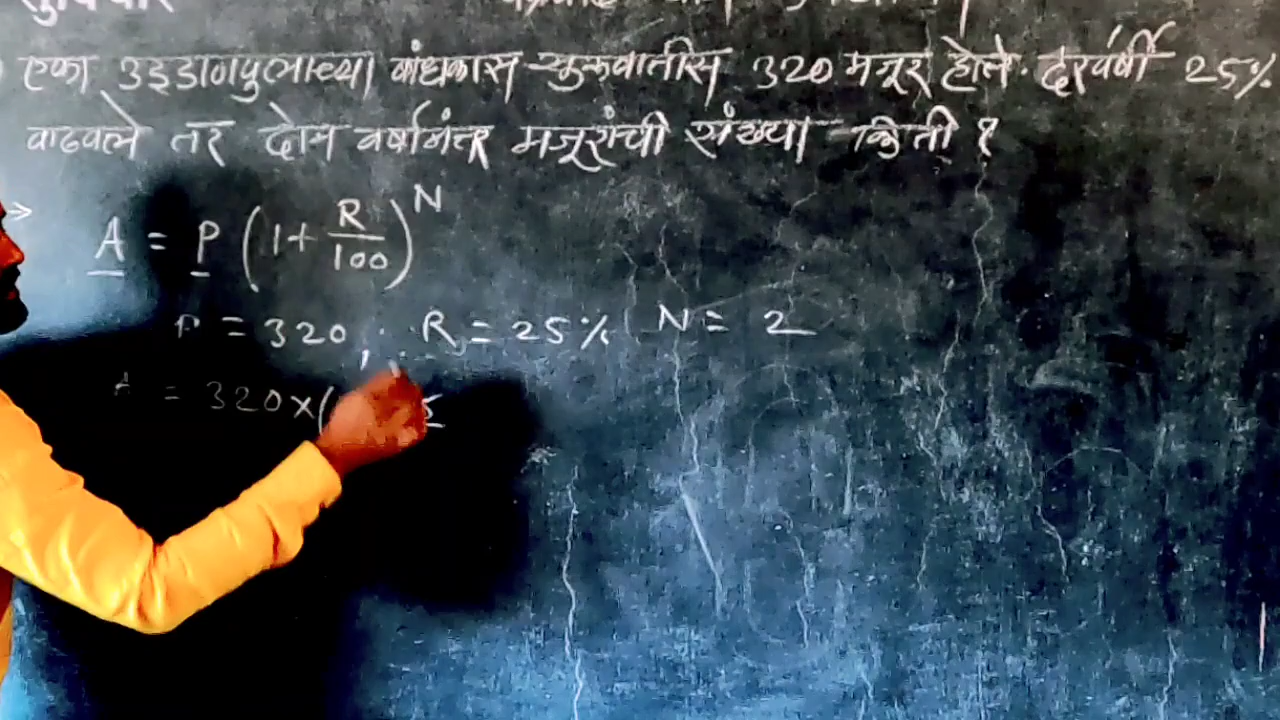 एका उड्डाणपुलाच्या बांधकास सुरूवातीस 320 मजूर होते. दरवर्षी 25%
वाढवले तर दोन वर्षानंतर मजूरांची संख्या किती ?
⇒ A = P (1 + R/100)^N
P = 320, R = 25% N = 2
A = 320 × (